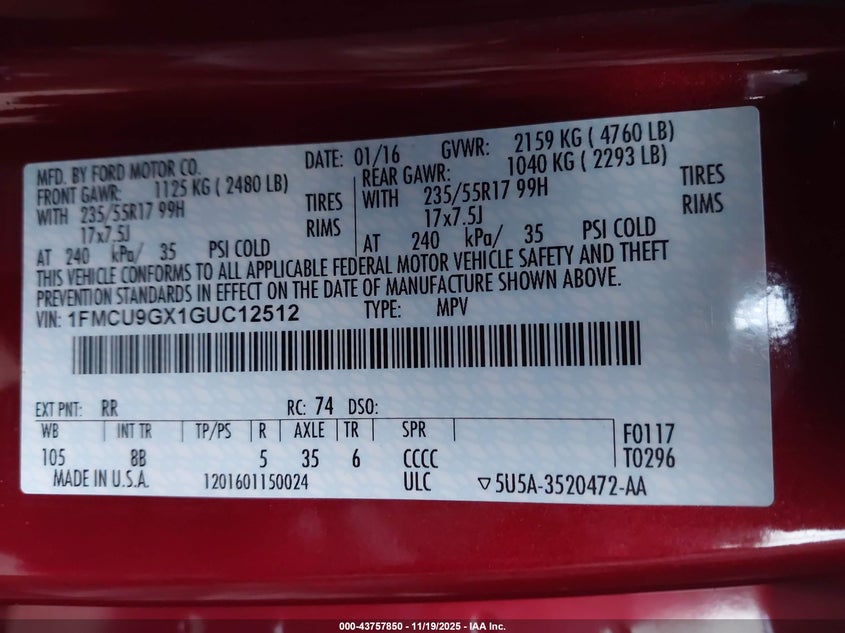 MFD. BY FORD MOTOR CO.
DATE: 01/16 GVWR: 2159 KG ( 4760 LB)
FRONT GAWR: 1125 KG ( 2480 LB)
WITH 235/55R17 99H TIRES
17x7.5J RIMS
AT 240 kPa/ 35 PSI COLD
REAR GAWR: 1040 KG ( 2293 LB)
WITH 235/55R17 99H TIRES
17x7.5J RIMS
AT 240 kPa/ 35 PSI COLD
THIS VEHICLE CONFORMS TO ALL APPLICABLE FEDERAL MOTOR VEHICLE SAFETY AND THEFT
PREVENTION STANDARDS IN EFFECT ON THE DATE OF MANUFACTURE SHOWN ABOVE.
VIN: 1FMCU9GX1GUC12512 TYPE: MPV
EXT PNT: RR RC: 74 DSO:
WB INT TR TP/PS R AXLE TR SPR F0117
105 8B 5 35 6 CCCC T0296
MADE IN U.S.A. 1201601150024 ULC ▽5U5A-3520472-AA
000-43757850 - 11/19/2025 - IAA Inc.